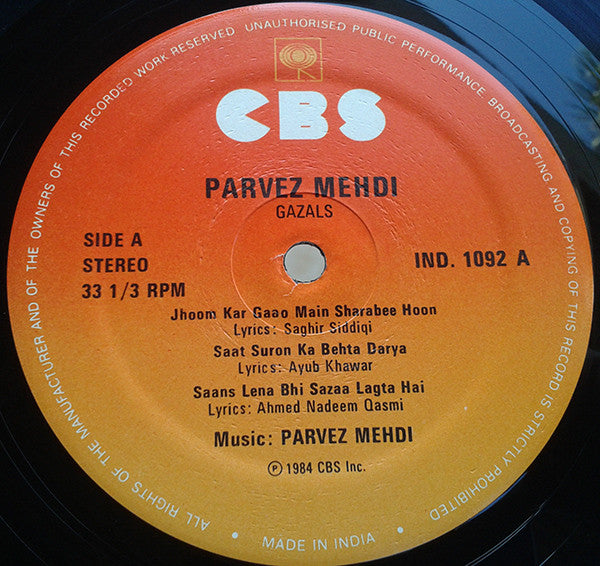 ALL RIGHTS OF THE MANUFACTURER AND OF THE OWNERS OF THIS RECORDED WORK RESERVED UNAUTHORISED PUBLIC PERFORMANCE BROADCASTING AND COPYING OF THIS RECORD IS STRICTLY PROHIBITED
CBS
PARVEZ MEHDI
GAZALS
SIDE A
STEREO
33 1/3 RPM
IND. 1092 A
Jhoom Kar Gaao Main Sharabee Hoon
Lyrics: Saghir Siddiqi
Saat Suron Ka Behta Darya
Lyrics: Ayub Khawar
Saans Lena Bhi Sazaa Lagta Hai
Lyrics: Ahmed Nadeem Qasmi
Music: PARVEZ MEHDI
℗ 1984 CBS Inc.
• MADE IN INDIA •